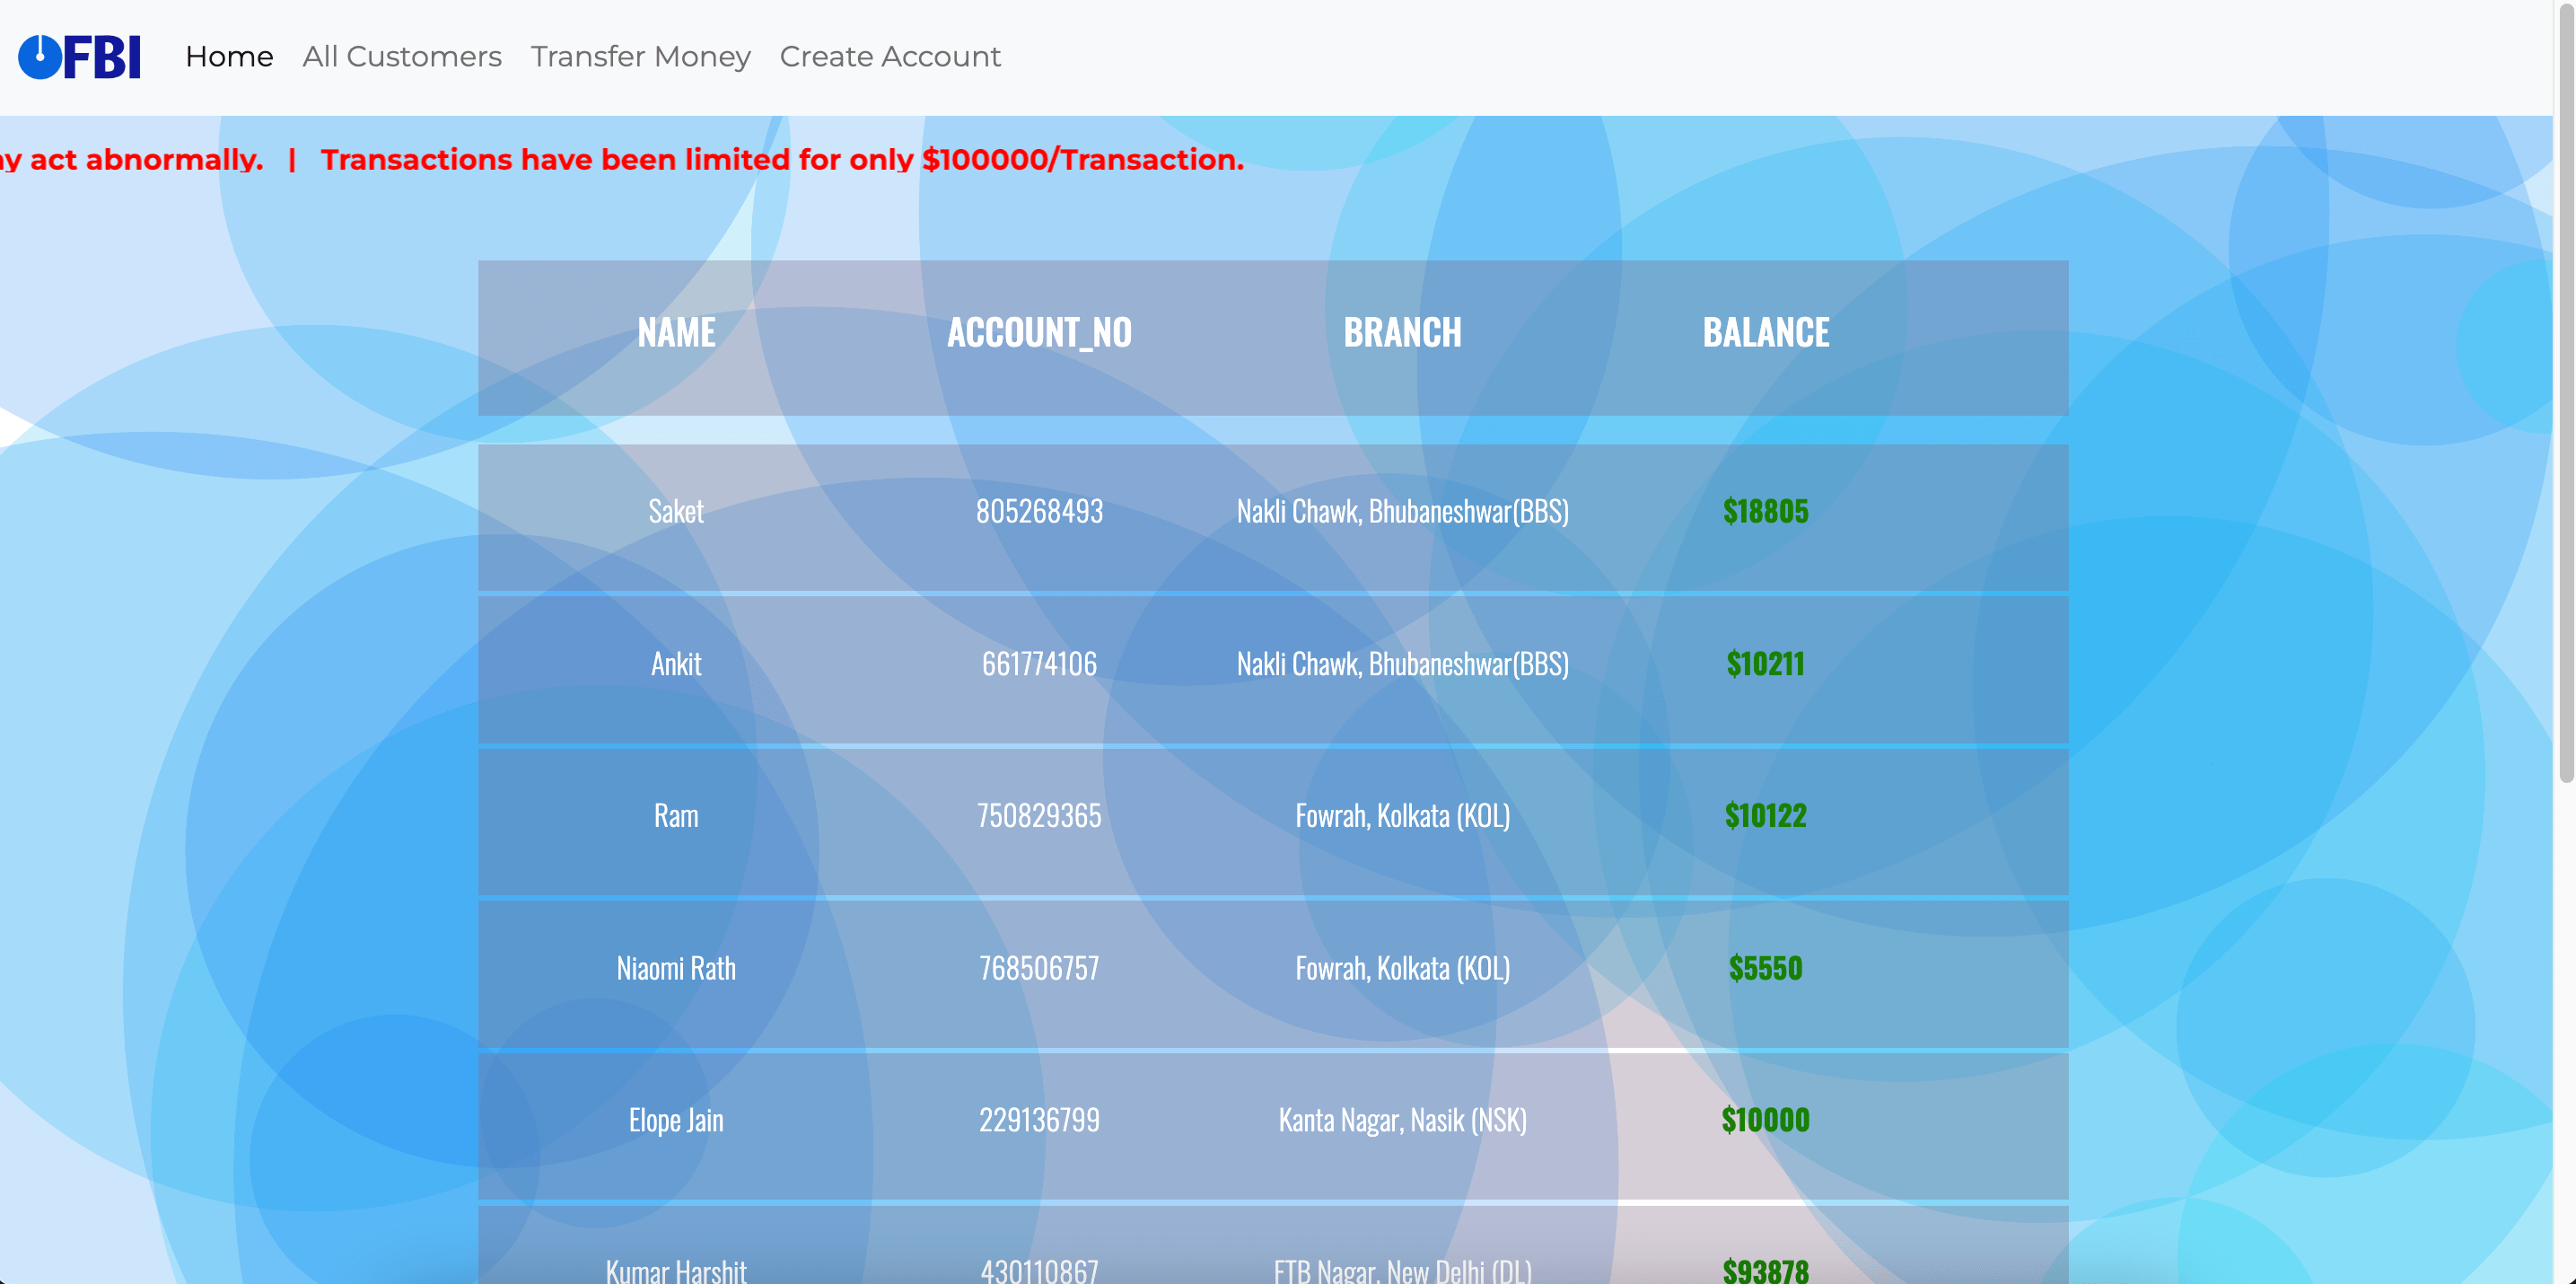 FBI Home All Customers Transfer Money Create Account
act abnormally. | Transactions have been limited for only $100000/Transaction.
NAME ACCOUNT_NO BRANCH BALANCE
Saket 805268493 Nakli Chawk, Bhubaneshwar(BBS) $18805
Ankit 661774106 Nakli Chawk, Bhubaneshwar(BBS) $10211
Ram 750829365 Fowrah, Kolkata (KOL) $10122
Niaomi Rath 768506757 Fowrah, Kolkata (KOL) $5550
Elope Jain 229136799 Kanta Nagar, Nasik (NSK) $10000
Kumar Harshit 430110867 FTB Nagar, New Delhi (DL) $93878